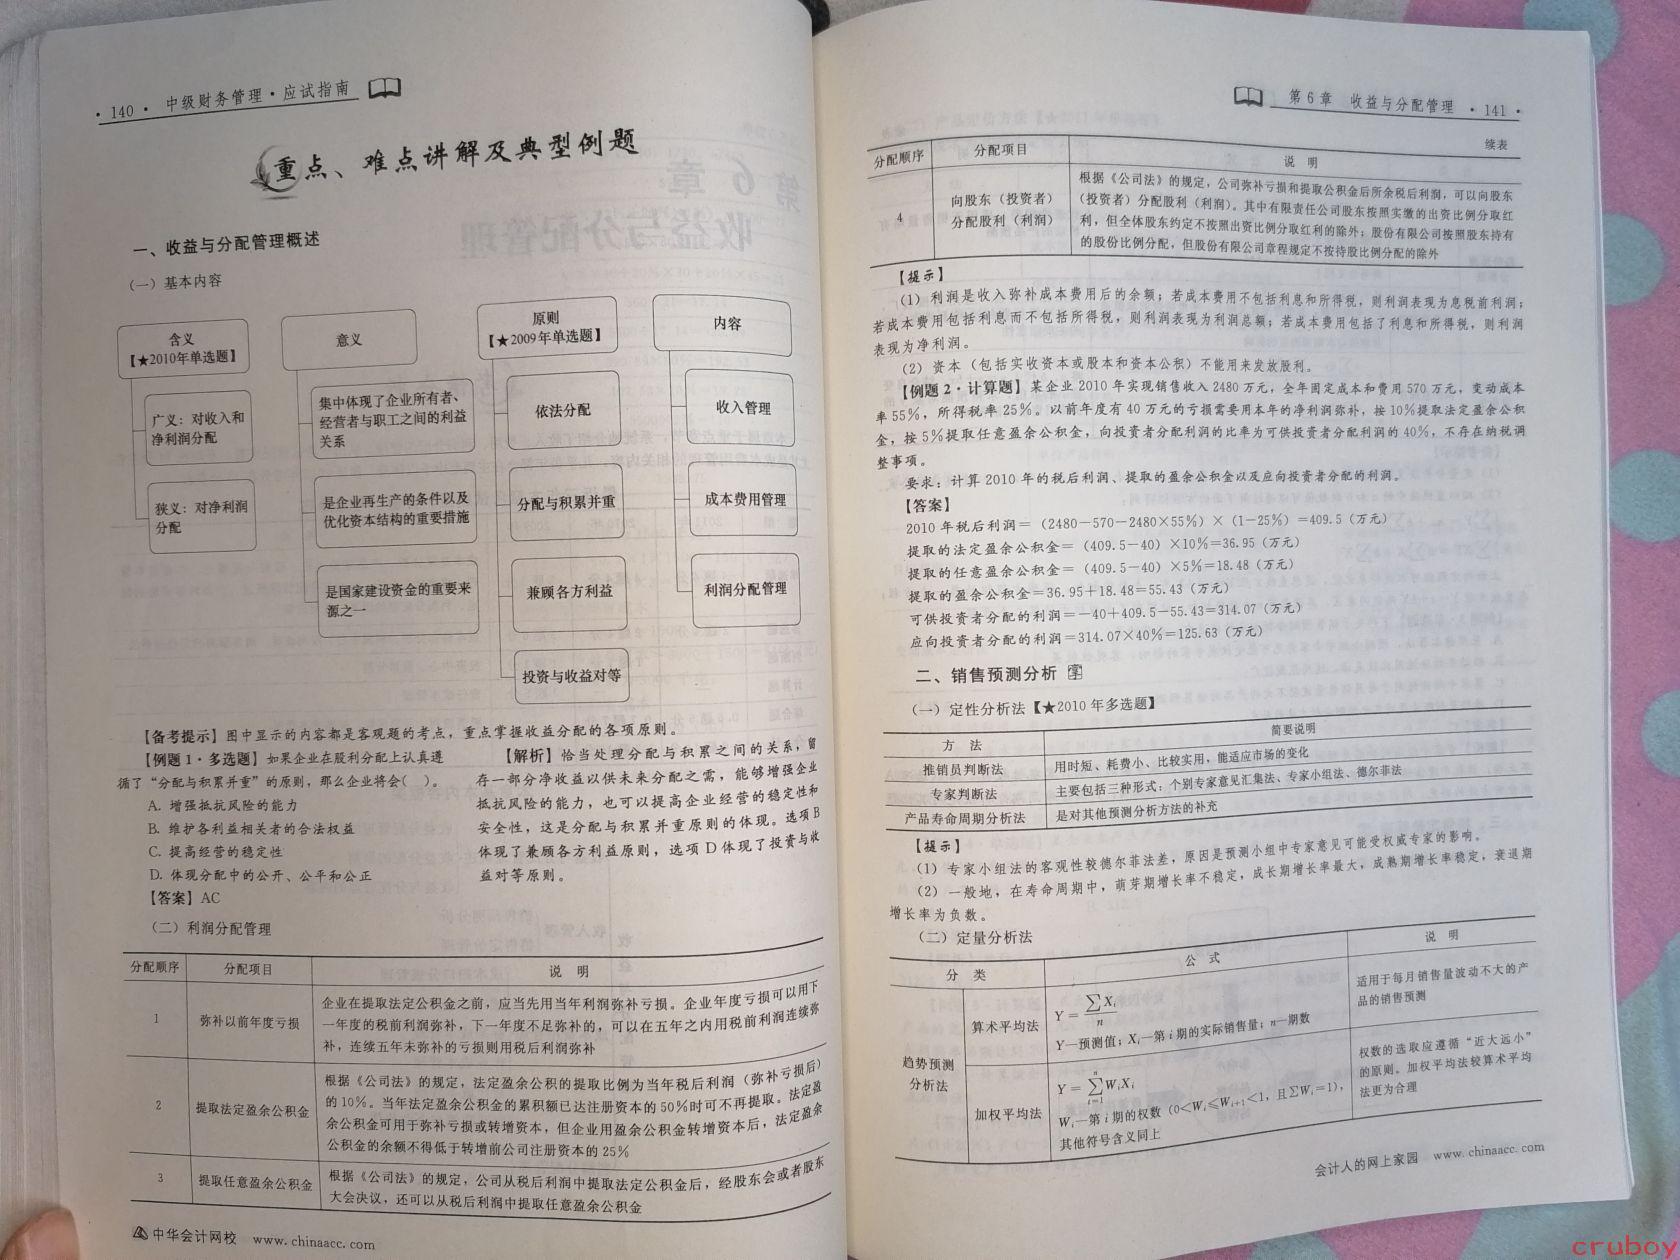 · 140 · 中级财务管理·应试指南
重点、难点讲解及典型例题
一、收益与分配管理概述
（一）基本内容
含义
【★2010年单选题】
广义：对收入和
净利润分配
狭义：对净利润
分配
意义
集中体现了企业所有者、
经营者与职工之间的利益
关系
是企业再生产的条件以及
优化资本结构的重要措施
是国家建设资金的重要来
源之一
原则
【★2009年单选题】
依法分配
分配与积累并重
兼顾各方利益
投资与收益对等
内容
收入管理
成本费用管理
利润分配管理
【备考提示】图中显示的内容都是客观题的考点，重点掌握收益分配的各项原则。
【例题1·多选题】如果企业在股利分配上认真遵
循了“分配与积累并重”的原则，那么企业将会(　)。
A. 增强抵抗风险的能力
B. 维护各利益相关者的合法权益
C. 提高经营的稳定性
D. 体现分配中的公开、公平和公正
【答案】AC
【解析】恰当处理分配与积累之间的关系，留
存一部分净收益以供未来分配之需，能够增强企业
抵抗风险的能力，也可以提高企业经营的稳定性和
安全性，这是分配与积累并重原则的体现。选项B
体现了兼顾各方利益原则，选项D体现了投资与收
益对等原则。
（二）利润分配管理
分配顺序 分配项目 说　明
1 弥补以前年度亏损
企业在提取法定公积金之前，应当先用当年利润弥补亏损。企业年度亏损可以用下
一年度的税前利润弥补，下一年度不足弥补的，可以在五年之内用税前利润连续弥
补，连续五年未弥补的亏损则用税后利润弥补
2 提取法定盈余公积金
根据《公司法》的规定，法定盈余公积的提取比例为当年税后利润（弥补亏损后）
的10%。当年法定盈余公积金的累积额已达注册资本的50%时可不再提取。法定盈
余公积金可用于弥补亏损或转增资本，但企业用盈余公积金转增资本后，法定盈余
公积金的余额不得低于转增前公司注册资本的25%
3 提取任意盈余公积金
根据《公司法》的规定，公司从税后利润中提取法定公积金后，经股东会或者股东
大会决议，还可以从税后利润中提取任意盈余公积金
中华会计网校 www.chinaacc.com
第6章 收益与分配管理 · 141 ·
续表
分配顺序 分配项目 说　明
4 向股东（投资者）
分配股利（利润）
根据《公司法》的规定，公司弥补亏损和提取公积金后所余税后利润，可以向股东
（投资者）分配股利（利润）。其中有限责任公司股东按照实缴的出资比例分取红
利，但全体股东约定不按照出资比例分取红利的除外；股份有限公司按照股东持有
的股份比例分配，但股份有限公司章程规定不按持股比例分配的除外
【提示】
（1）利润是收入弥补成本费用后的余额；若成本费用不包括利息和所得税，则利润表现为息税前利润；
若成本费用包括利息而不包括所得税，则利润表现为利润总额；若成本费用包括了利息和所得税，则利润
表现为净利润。
（2）资本（包括实收资本或股本和资本公积）不能用来发放股利。
【例题2·计算题】某企业2010年实现销售收入2480万元，全年固定成本和费用570万元，变动成本
率55%，所得税率25%。以前年度有40万元的亏损需要用本年的净利润弥补，按10%提取法定盈余公积
金，按5%提取任意盈余公积金，向投资者分配利润的比率为可供投资者分配利润的40%，不存在纳税调
整事项。
要求：计算2010年的税后利润、提取的盈余公积金以及应向投资者分配的利润。
【答案】
2010年税后利润＝（2480－570－2480×55%）×（1－25%）＝409.5（万元）
提取的法定盈余公积金＝（409.5－40）×10%＝36.95（万元）
提取的任意盈余公积金＝（409.5－40）×5%＝18.48（万元）
提取的盈余公积金＝36.95＋18.48＝55.43（万元）
可供投资者分配的利润＝－40＋409.5－55.43＝314.07（万元）
应向投资者分配的利润＝314.07×40%＝125.63（万元）
二、销售预测分析
（一）定性分析法【★2010年多选题】
方　法 简要说明
推销员判断法 用时短、耗费小、比较实用，能适应市场的变化
专家判断法 主要包括三种形式：个别专家意见汇集法、专家小组法、德尔菲法
产品寿命周期分析法 是对其他预测分析方法的补充
【提示】
（1）专家小组法的客观性较德尔菲法差，原因是预测小组中专家意见可能受权威专家的影响。
（2）一般地，在寿命周期中，萌芽期增长率不稳定，成长期增长率最大，成熟期增长率稳定，衰退期
增长率为负数。
（二）定量分析法
分　类 公　式 说　明
趋势预测
分析法
算术平均法
Y＝∑Xᵢ/n
Y—预测值；Xᵢ—第i期的实际销售量；n—期数
适用于每月销售量波动不大的产
品的销售预测
加权平均法
Y＝∑ⁿᵢ₌₁WᵢXᵢ
Wᵢ—第i期的权数（0＜Wᵢ≤Wᵢ₊₁＜1，且∑Wᵢ＝1），
其他符号含义同上
权数的选取应遵循“近大远小”
的原则。加权平均法较算术平均
法更为合理
会计人的网上家园 www.chinaacc.com
cruboy